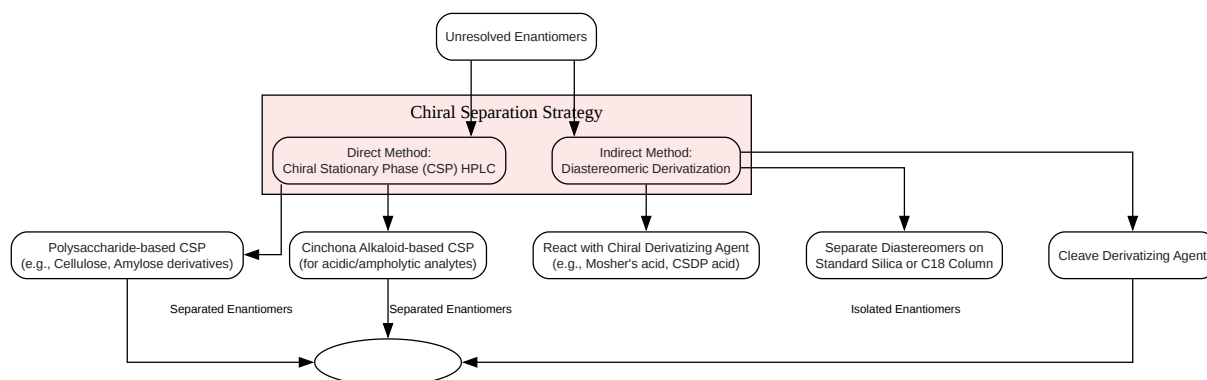 Unresolved Enantiomers
Chiral Separation Strategy
Direct Method:
Chiral Stationary Phase (CSP) HPLC
Indirect Method:
Diastereomeric Derivatization
Polysaccharide-based CSP
(e.g., Cellulose, Amylose derivatives)
Cinchona Alkaloid-based CSP
(for acidic/ampholytic analytes)
React with Chiral Derivatizing Agent
(e.g., Mosher's acid, CSDP acid)
Separate Diastereomers on
Standard Silica or C18 Column
Cleave Derivatizing Agent
Separated Enantiomers
Separated Enantiomers
Isolated Enantiomers